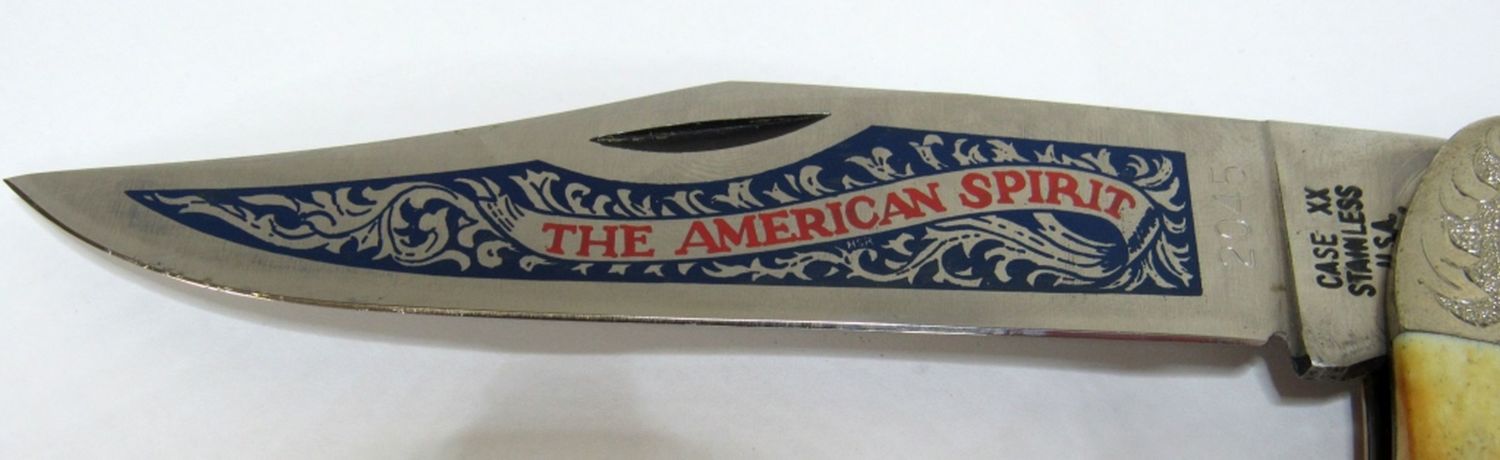 THE AMERICAN SPIRIT
2045
CASE XX
STAINLESS
U.S.A.